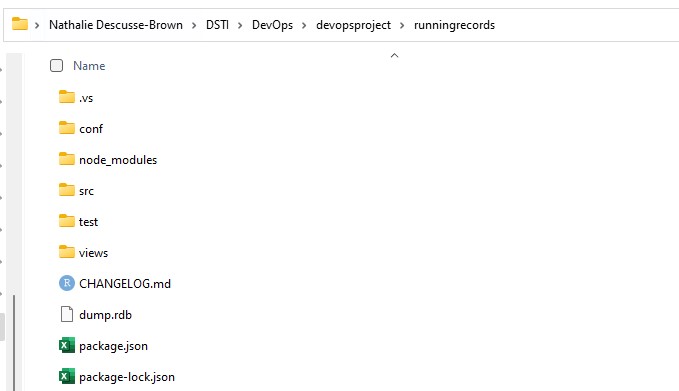 Nathalie Descusse-Brown > DSTI > DevOps > devopsproject > runningrecords
Name
.vs
conf
node_modules
src
test
views
R CHANGELOG.md
dump.rdb
package.json
package-lock.json